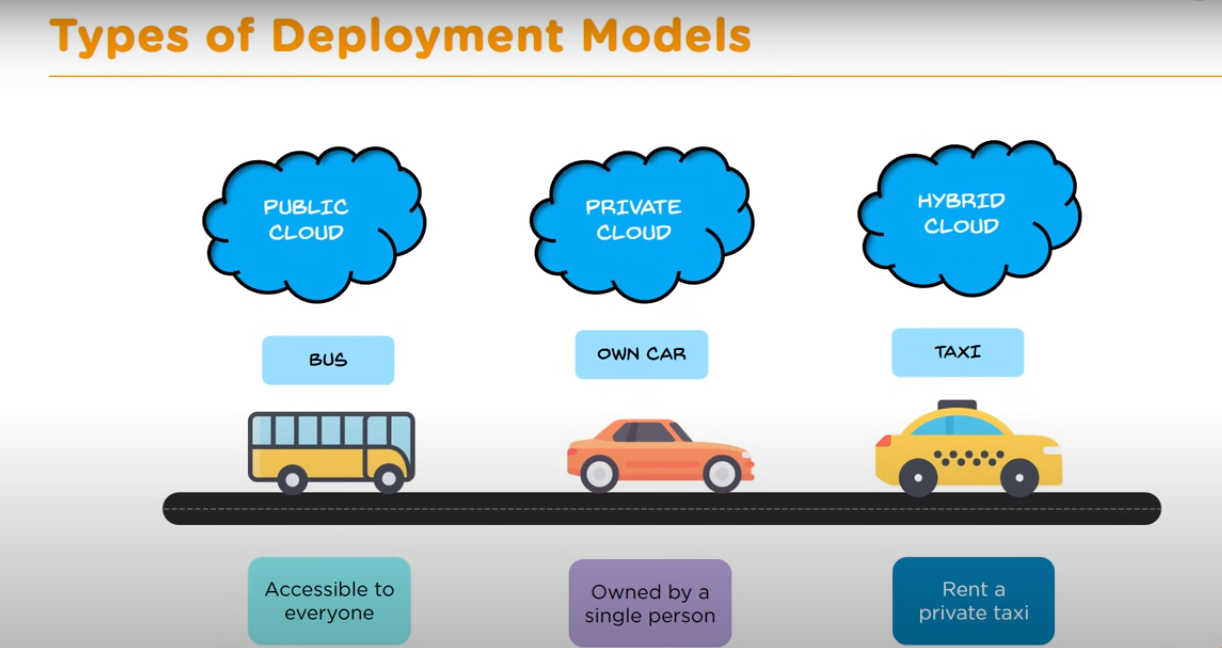 Types of Deployment Models
PUBLIC
CLOUD
PRIVATE
CLOUD
HYBRID
CLOUD
BUS
OWN CAR
TAXI
Accessible to
everyone
Owned by a
single person
Rent a
private taxi